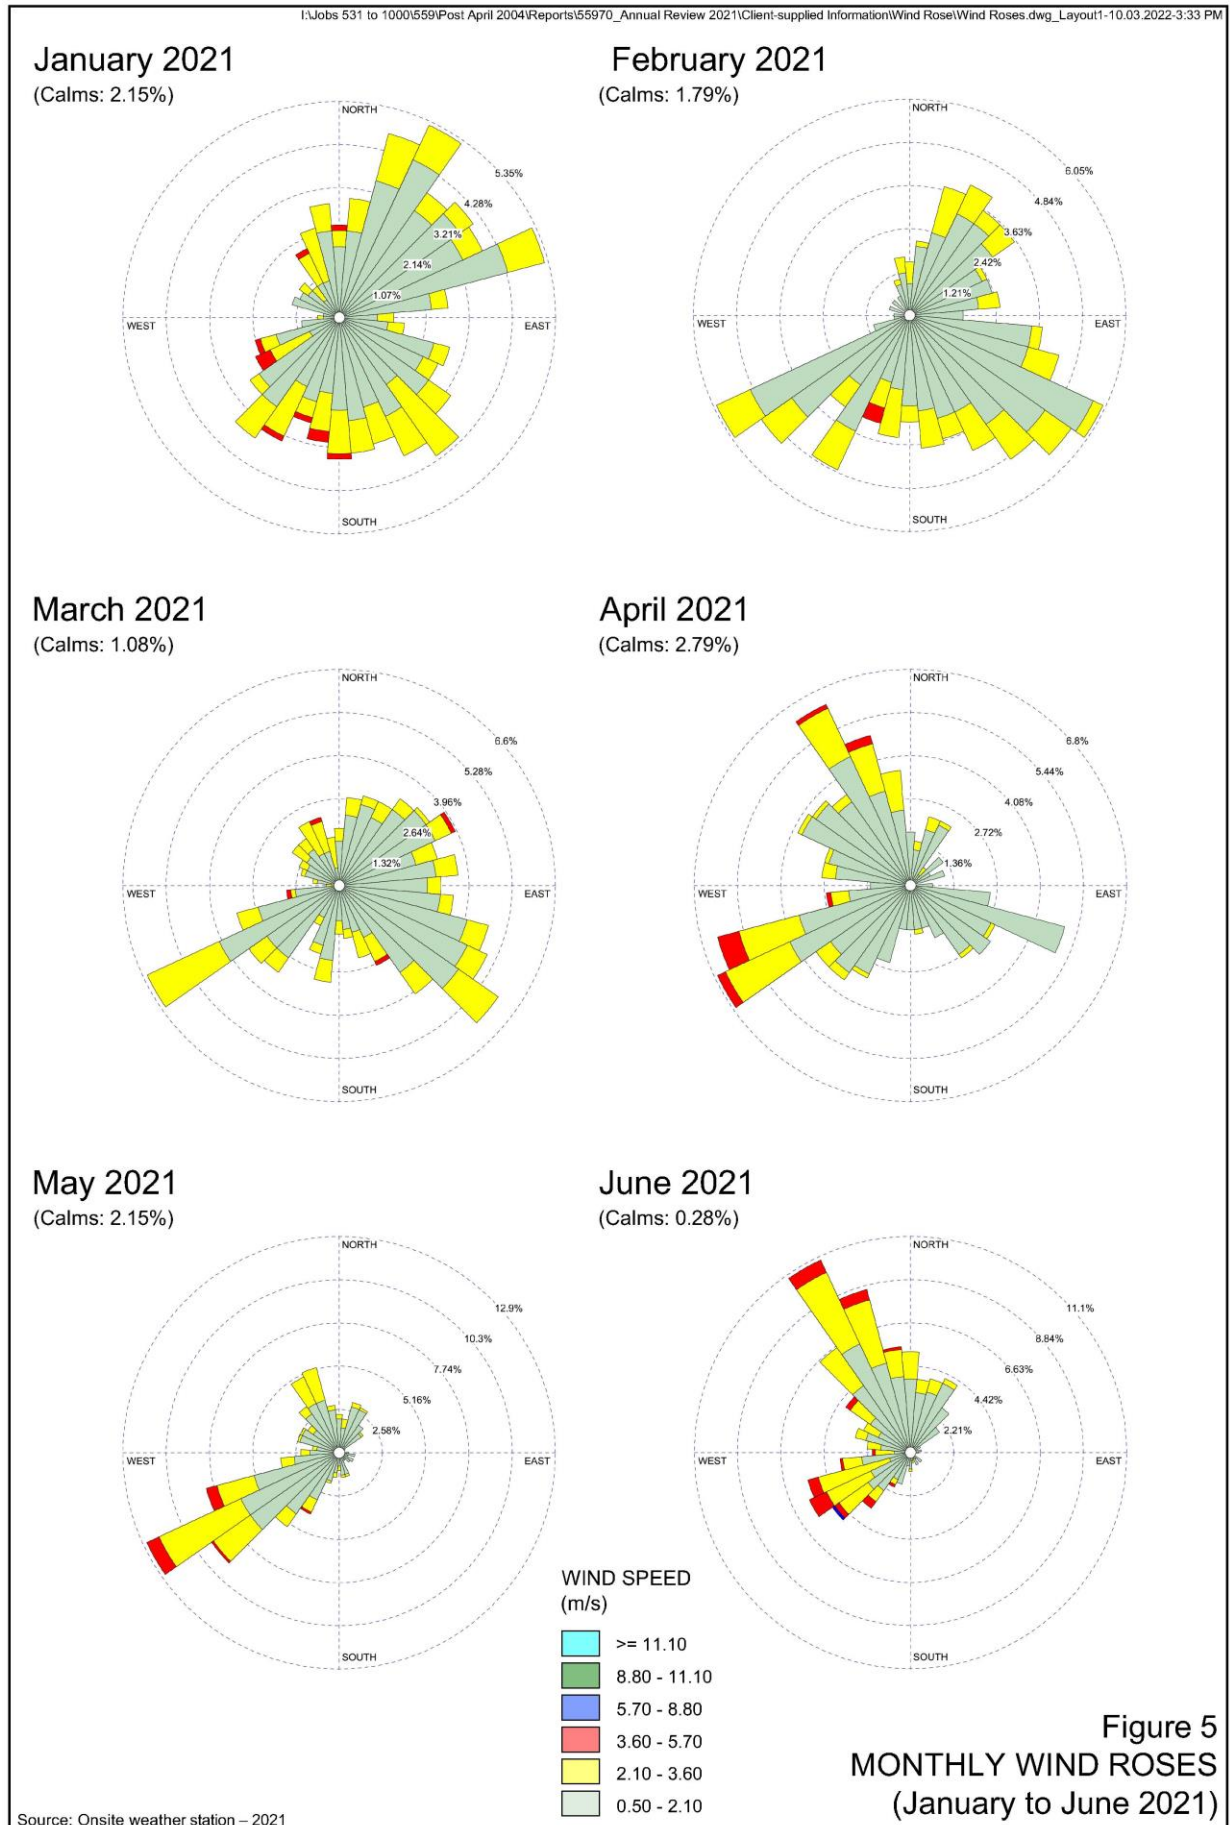 I:\Jobs 531 to 1000\559\Post April 2004\Reports\55970_Annual Review 2021\Client-supplied Information\Wind Rose\Wind Roses.dwg_Layout1-10.03.2022-3:33 PM
January 2021
(Calms: 2.15%)
NORTH
5.35%
4.28%
3.21%
2.14%
1.07%
WEST
EAST
SOUTH
February 2021
(Calms: 1.79%)
NORTH
6.05%
4.84%
3.63%
2.42%
1.21%
WEST
EAST
SOUTH
March 2021
(Calms: 1.08%)
NORTH
6.6%
5.28%
3.96%
2.64%
1.32%
WEST
EAST
SOUTH
April 2021
(Calms: 2.79%)
NORTH
6.8%
5.44%
4.08%
2.72%
1.36%
WEST
EAST
SOUTH
May 2021
(Calms: 2.15%)
NORTH
12.9%
10.3%
7.74%
5.16%
2.58%
WEST
EAST
SOUTH
June 2021
(Calms: 0.28%)
NORTH
11.1%
8.84%
6.63%
4.42%
2.21%
WEST
EAST
SOUTH
WIND SPEED
(m/s)
>= 11.10
8.80 - 11.10
5.70 - 8.80
3.60 - 5.70
2.10 - 3.60
0.50 - 2.10
Figure 5
MONTHLY WIND ROSES
(January to June 2021)
Source: Onsite weather station – 2021